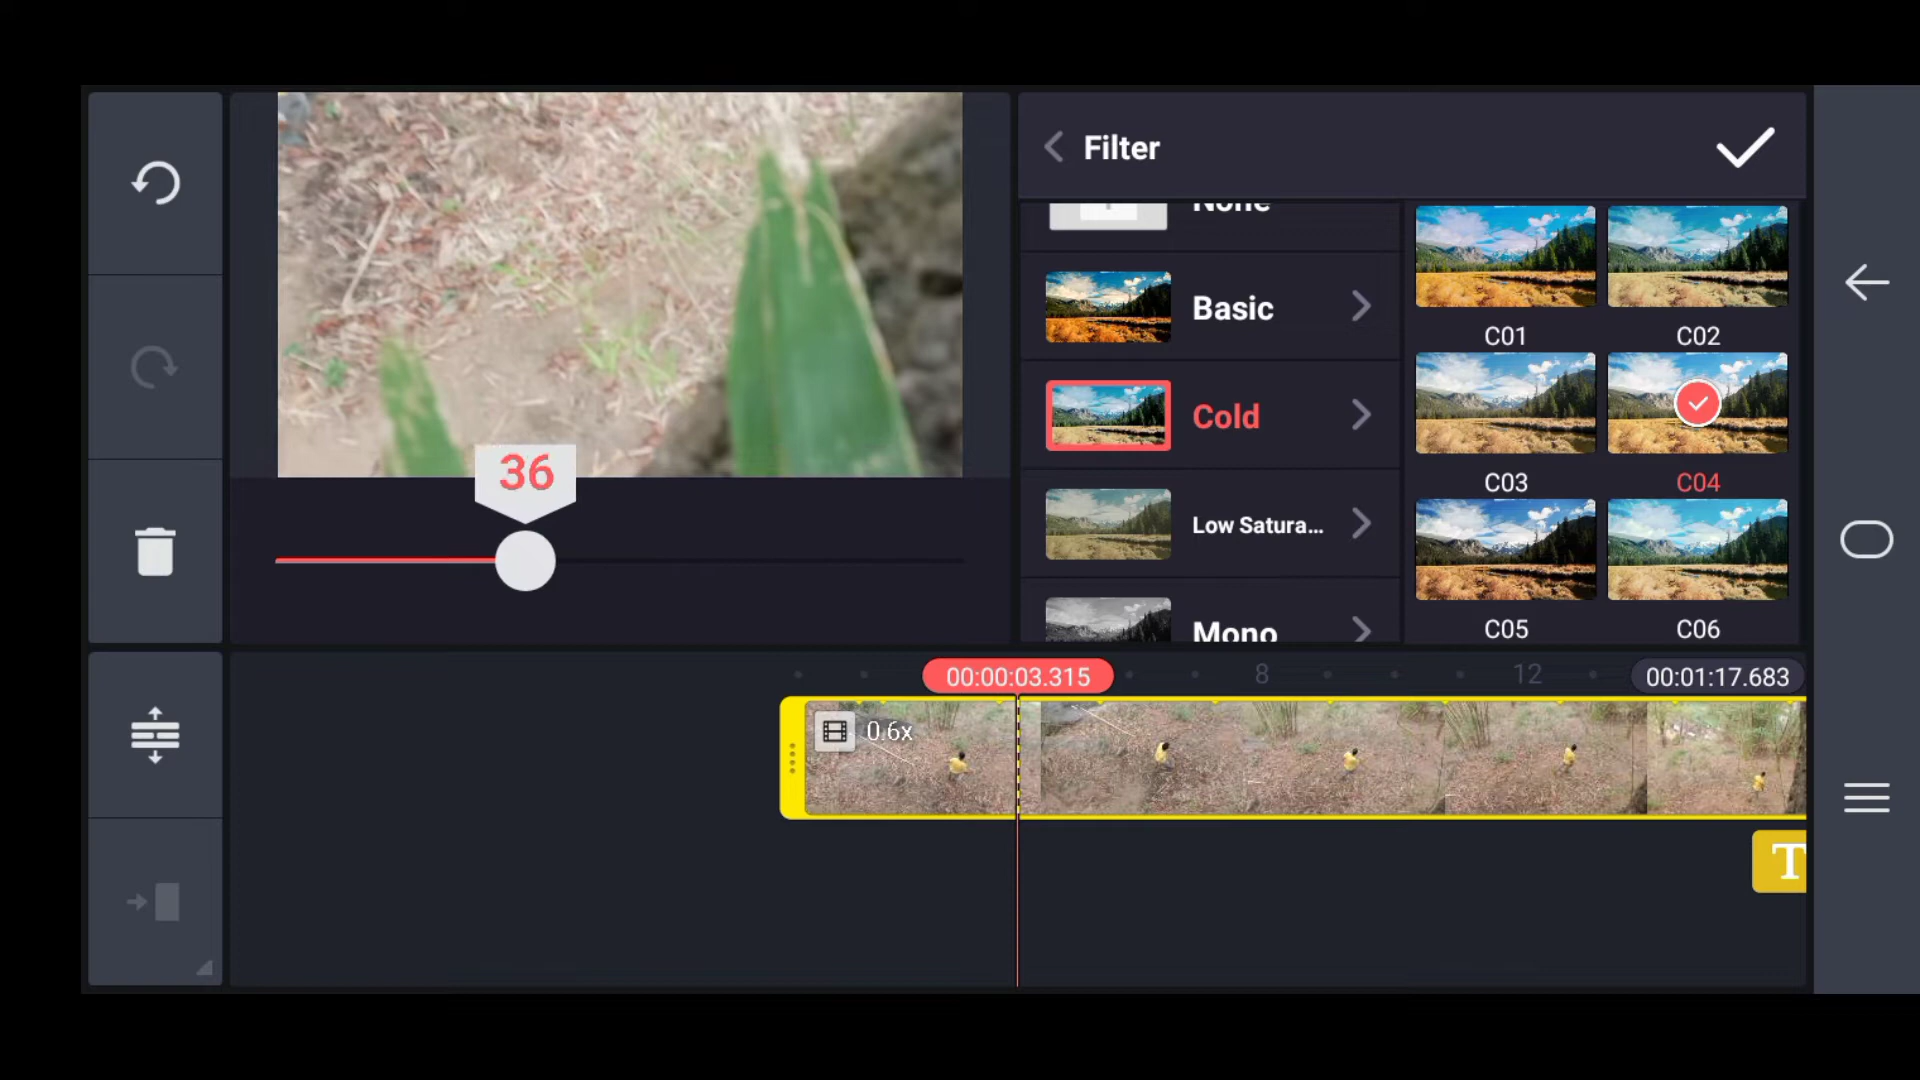 Filter
None
Basic
Cold
Low Satura...
Mono
C01
C02
C03
C04
C05
C06
36
00:00:03.315
8
12
00:01:17.683
0.6x
T